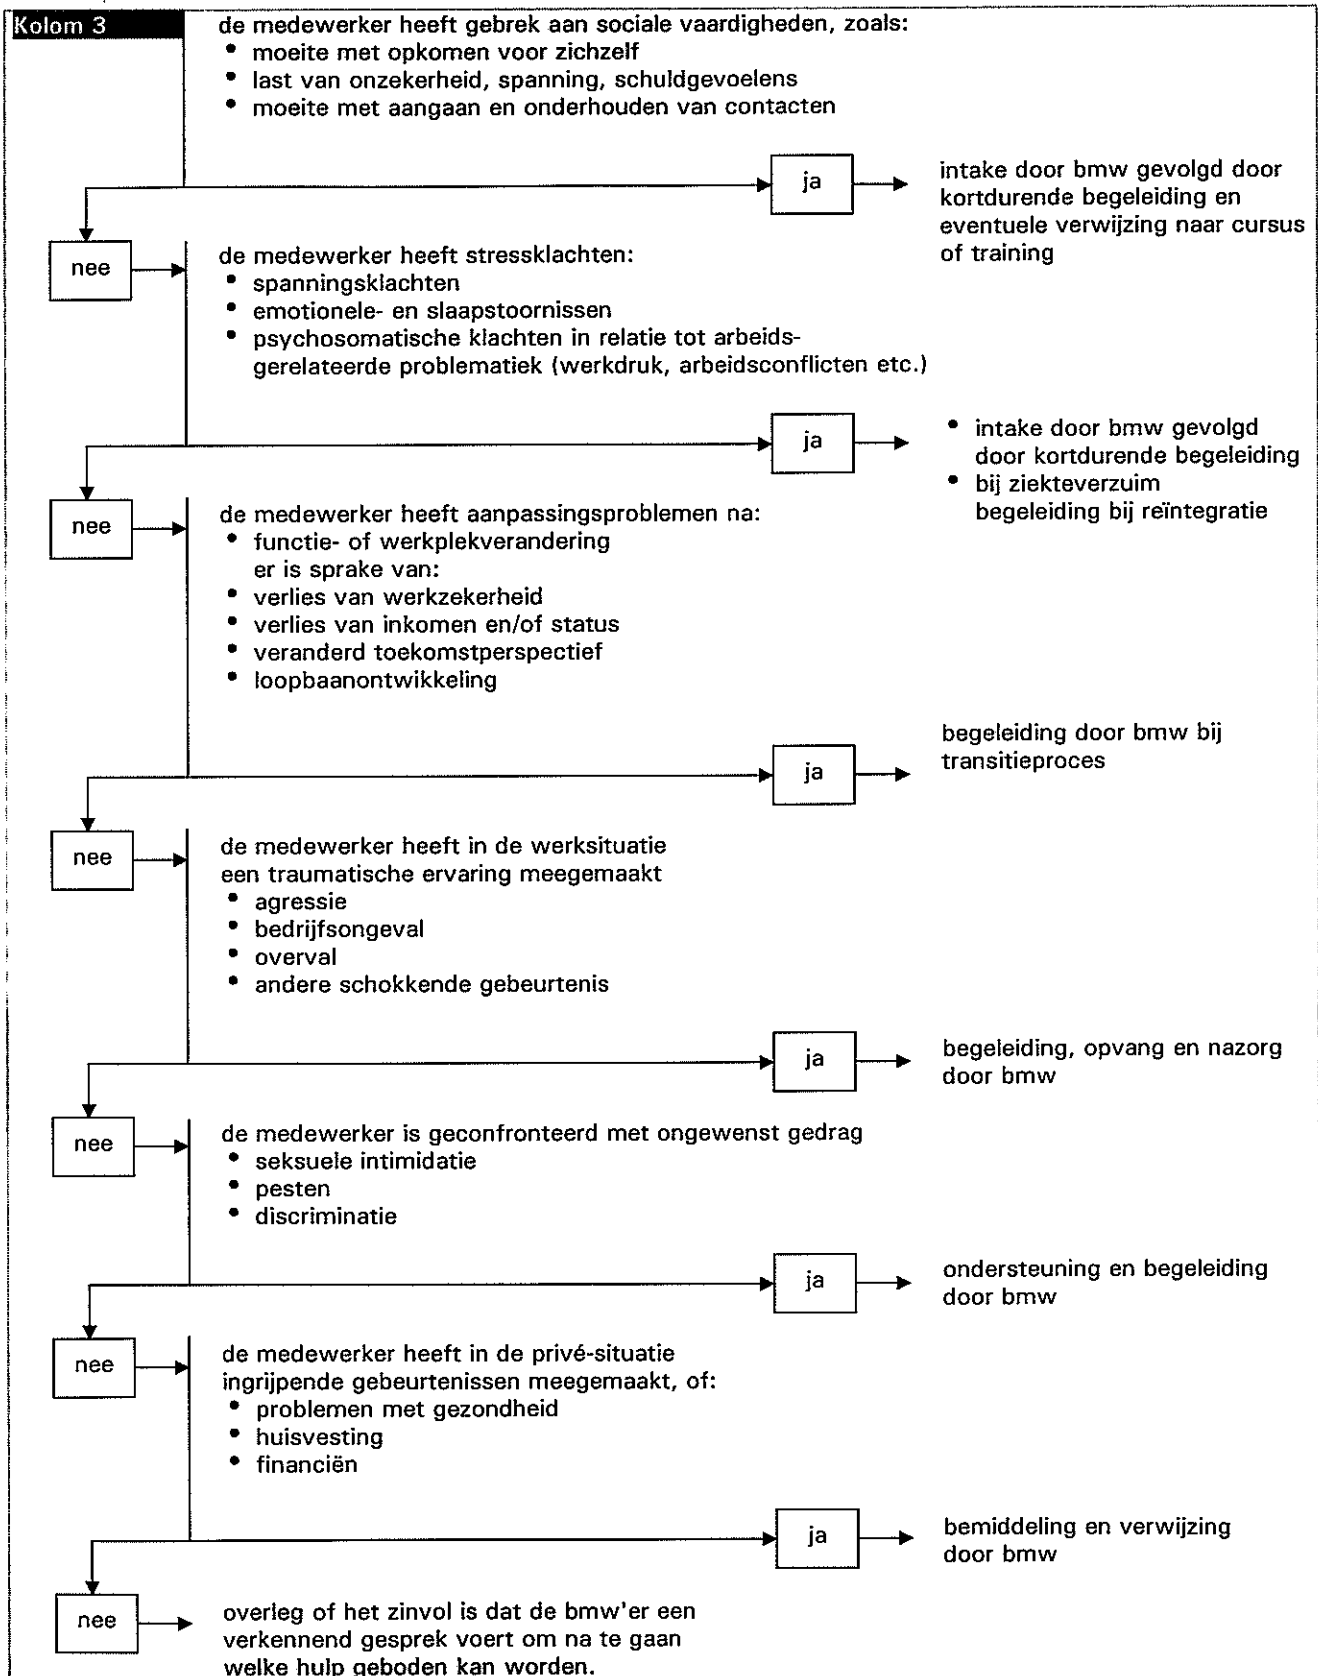 Kolom 3
de medewerker heeft gebrek aan sociale vaardigheden, zoals:
• moeite met opkomen voor zichzelf
• last van onzekerheid, spanning, schuldgevoelens
• moeite met aangaan en onderhouden van contacten
ja
intake door bmw gevolgd door
kortdurende begeleiding en
eventuele verwijzing naar cursus
of training
nee
de medewerker heeft stressklachten:
• spanningsklachten
• emotionele- en slaapstoornissen
• psychosomatische klachten in relatie tot arbeids-
gerelateerde problematiek (werkdruk, arbeidsconflicten etc.)
ja
• intake door bmw gevolgd
door kortdurende begeleiding
• bij ziekteverzuim
begeleiding bij reïntegratie
nee
de medewerker heeft aanpassingsproblemen na:
• functie- of werkplekverandering
er is sprake van:
• verlies van werkzekerheid
• verlies van inkomen en/of status
• veranderd toekomstperspectief
• loopbaanontwikkeling
ja
begeleiding door bmw bij
transitieproces
nee
de medewerker heeft in de werksituatie
een traumatische ervaring meegemaakt
• agressie
• bedrijfsongeval
• overval
• andere schokkende gebeurtenis
ja
begeleiding, opvang en nazorg
door bmw
nee
de medewerker is geconfronteerd met ongewenst gedrag
• seksuele intimidatie
• pesten
• discriminatie
ja
ondersteuning en begeleiding
door bmw
nee
de medewerker heeft in de privé-situatie
ingrijpende gebeurtenissen meegemaakt, of:
• problemen met gezondheid
• huisvesting
• financiën
ja
bemiddeling en verwijzing
door bmw
nee
overleg of het zinvol is dat de bmw'er een
verkennend gesprek voert om na te gaan
welke hulp geboden kan worden.